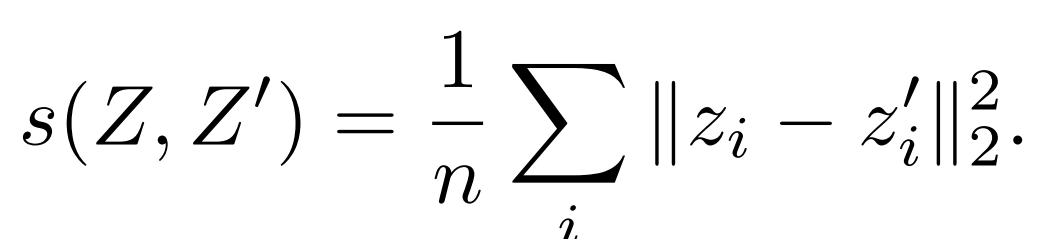 s(Z, Z′) = \frac{1}{n} \sum_{i} \|z_i - z'_i\|_2^2.